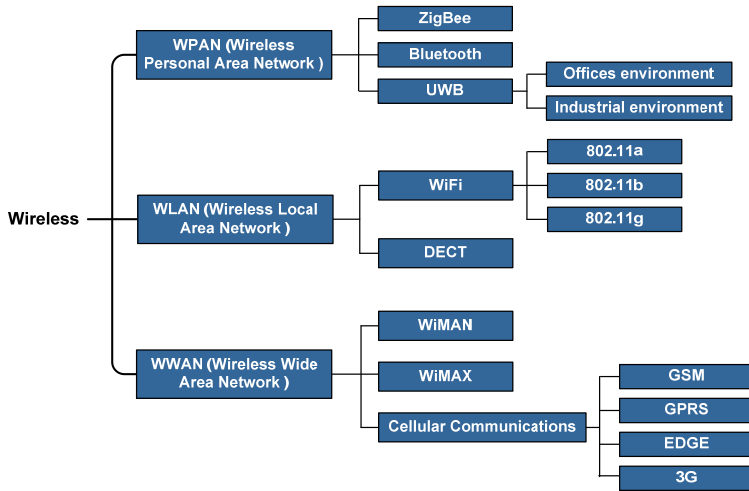 Wireless
WPAN (Wireless
Personal Area Network )
ZigBee
Bluetooth
UWB
Offices environment
Industrial environment
WLAN (Wireless Local
Area Network )
WiFi
802.11a
802.11b
802.11g
DECT
WWAN (Wireless Wide
Area Network )
WiMAN
WiMAX
Cellular Communications
GSM
GPRS
EDGE
3G